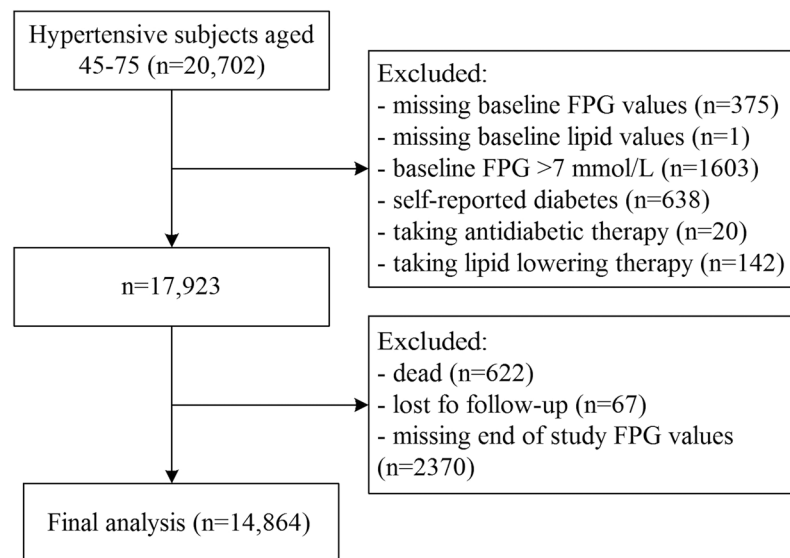 Hypertensive subjects aged
45-75 (n=20,702)
Excluded:
- missing baseline FPG values (n=375)
- missing baseline lipid values (n=1)
- baseline FPG >7 mmol/L (n=1603)
- self-reported diabetes (n=638)
- taking antidiabetic therapy (n=20)
- taking lipid lowering therapy (n=142)
n=17,923
Excluded:
- dead (n=622)
- lost fo follow-up (n=67)
- missing end of study FPG values
(n=2370)
Final analysis (n=14,864)